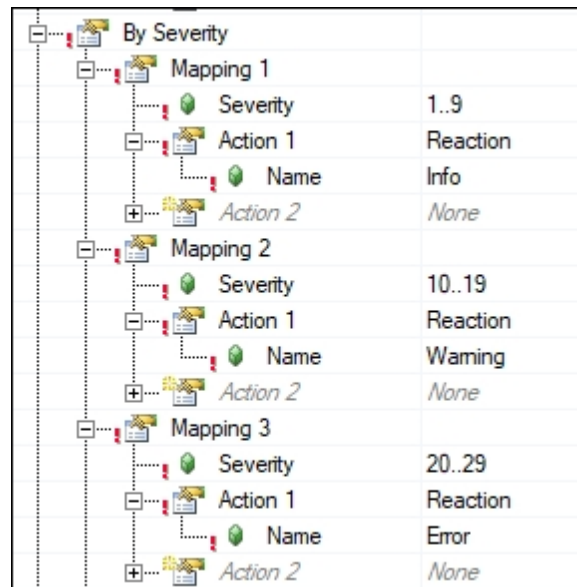 By Severity
Mapping 1
Severity 1..9
Action 1 Reaction
Name Info
Action 2 None
Mapping 2
Severity 10..19
Action 1 Reaction
Name Warning
Action 2 None
Mapping 3
Severity 20..29
Action 1 Reaction
Name Error
Action 2 None